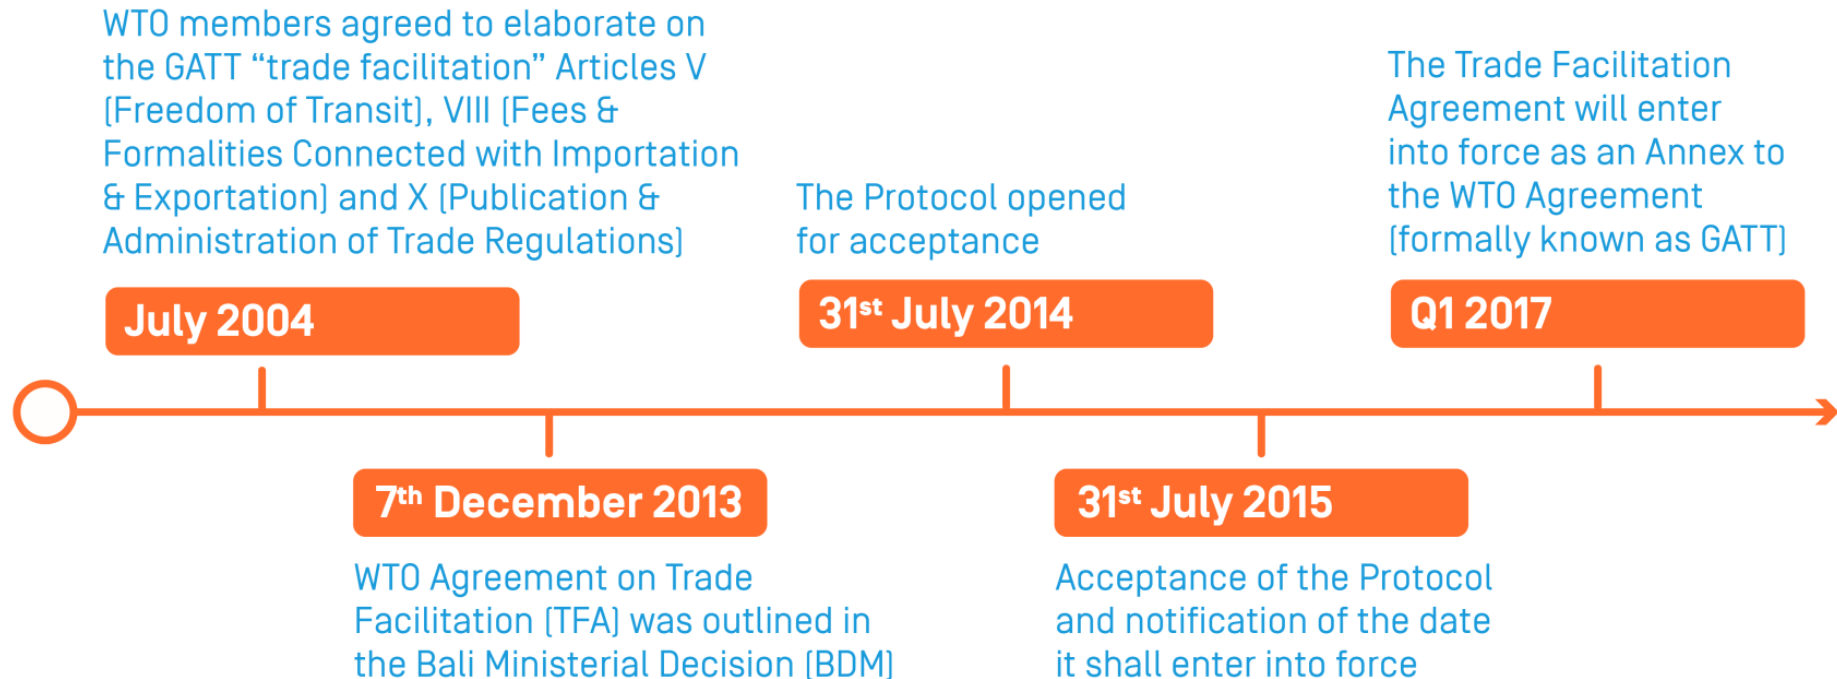 WTO members agreed to elaborate on
the GATT “trade facilitation” Articles V
(Freedom of Transit), VIII (Fees &
Formalities Connected with Importation
& Exportation) and X (Publication &
Administration of Trade Regulations)
July 2004
7th December 2013
WTO Agreement on Trade
Facilitation (TFA) was outlined in
the Bali Ministerial Decision (BDM)
The Protocol opened
for acceptance
31st July 2014
31st July 2015
Acceptance of the Protocol
and notification of the date
it shall enter into force
The Trade Facilitation
Agreement will enter
into force as an Annex to
the WTO Agreement
(formally known as GATT)
Q1 2017